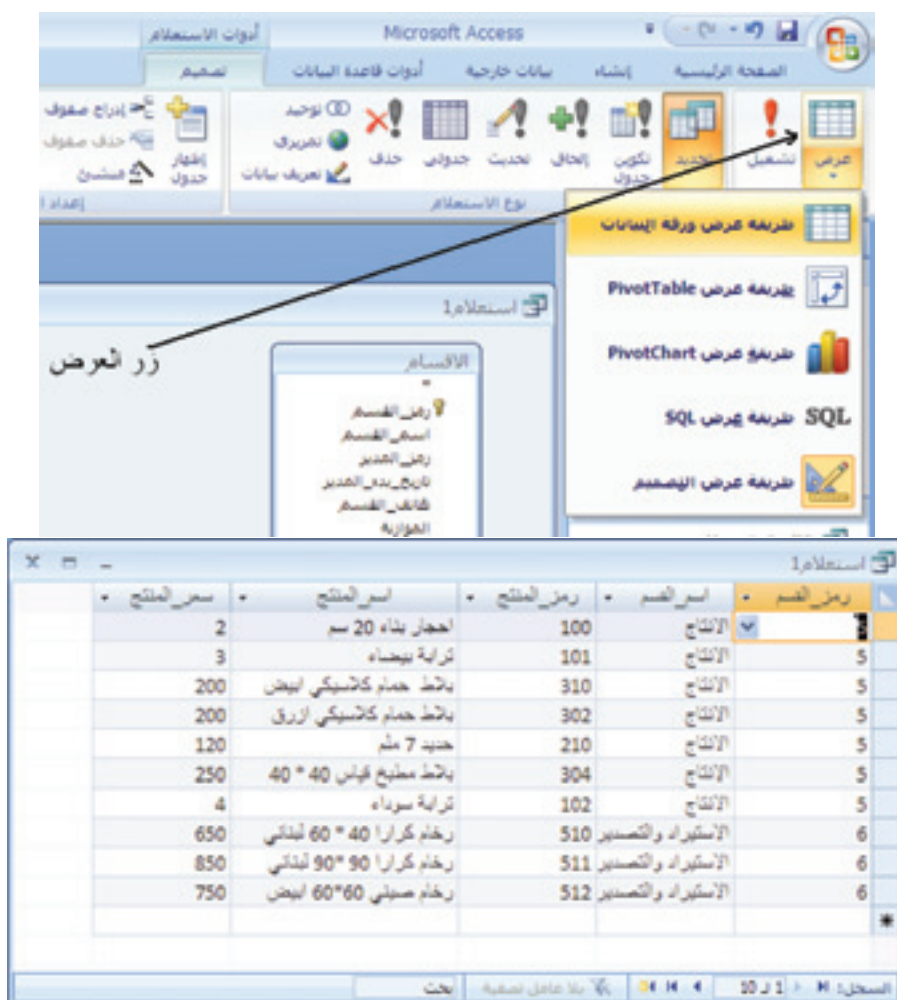 أدوات الاستعلام Microsoft Access
الصفحة الرئيسية إنشاء بيانات خارجية أدوات قاعدة البيانات تصميم
عرض تشغيل تحديد تكوين جدول إلحاق تحديث جدولي حذف
توحيد
تمريري
تعريف بيانات
إظهار جدول
إدراج صفوف
حذف صفوف
منشئ
نوع الاستعلام
إعداد ا
طريقة عرض ورقة البيانات
طريقة عرض PivotTable
طريقة عرض PivotChart
SQL طريقة عرض SQL
طريقة عرض التصميم
زر العرض
استعلام1
الاقسام
*
رمز_القسم
اسم_القسم
رمز_المدير
تاريخ_بدء_المدير
هاتف_القسم
الموازنة
استعلام1
رمز_القسم اسم_القسم رمز_المنتج اسم_المنتج سعر_المنتج
الانتاج 100 احجار بناء 20 سم 2
5 الانتاج 101 ترابة بيضاء 3
5 الانتاج 310 بلاط حمام كلاسيكي ابيض 200
5 الانتاج 302 بلاط حمام كلاسيكي ازرق 200
5 الانتاج 210 حديد 7 ملم 120
5 الانتاج 304 بلاط مطبخ قياس 40 * 40 250
5 الانتاج 102 ترابة سوداء 4
6 الاستيراد والتصدير 510 رخام كرارا 40 * 60 لبناني 650
6 الاستيراد والتصدير 511 رخام كرارا 90 *90 لبناني 850
6 الاستيراد والتصدير 512 رخام صيني 60*60 ابيض 750
السجل: 1 لـ 10 بلا عامل تصفية بحث